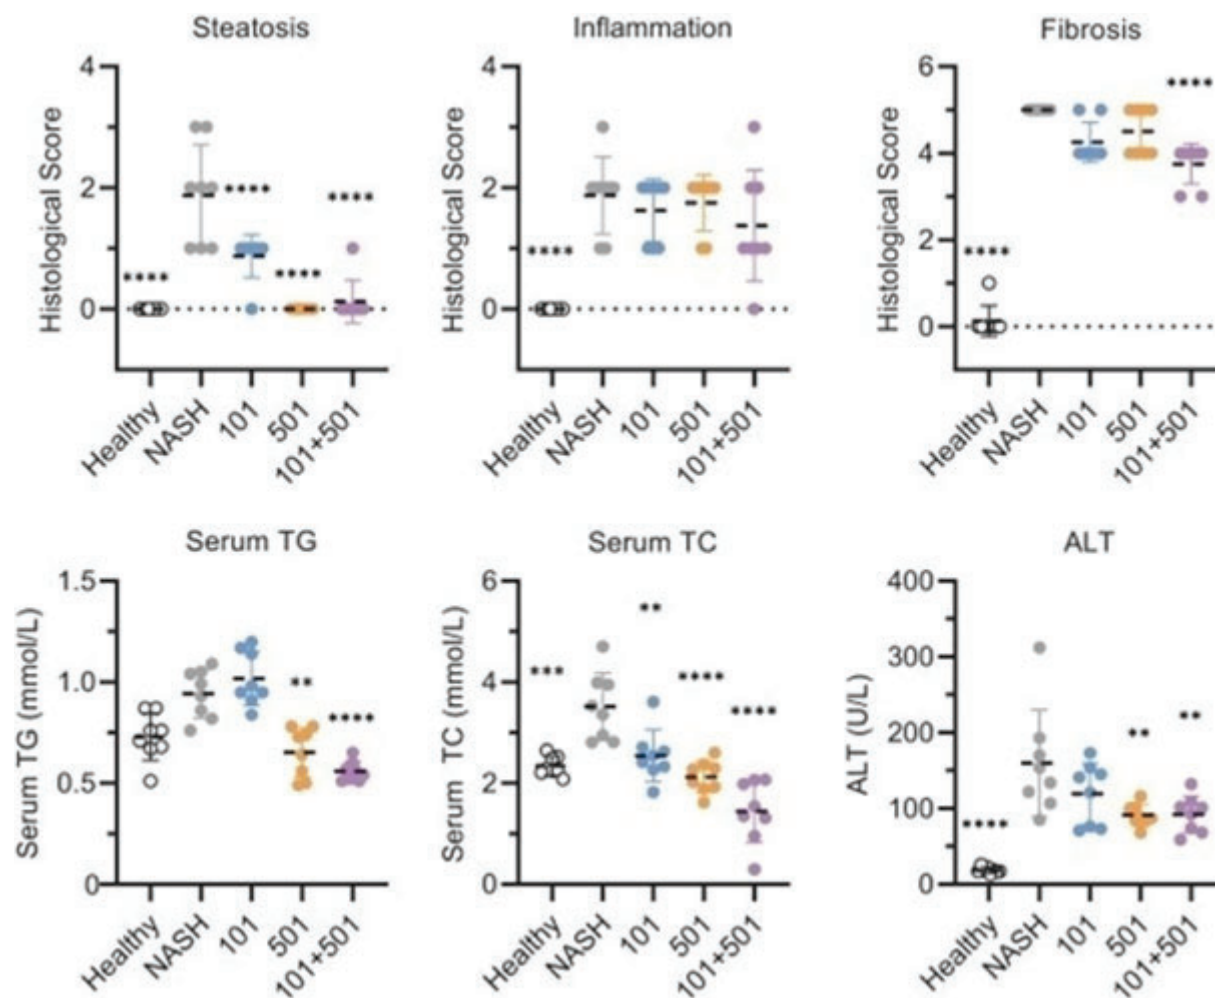 Steatosis
Histological Score
4
2
0
****
****
****
****
Healthy
NASH
101
501
101+501
Inflammation
Histological Score
4
2
0
****
Healthy
NASH
101
501
101+501
Fibrosis
Histological Score
6
4
2
0
****
****
Healthy
NASH
101
501
101+501
Serum TG
Serum TG (mmol/L)
1.5
1.0
0.5
0
**
****
Healthy
NASH
101
501
101+501
Serum TC
Serum TC (mmol/L)
6
4
2
0
***
**
****
****
Healthy
NASH
101
501
101+501
ALT
ALT (U/L)
400
300
200
100
0
****
**
**
Healthy
NASH
101
501
101+501